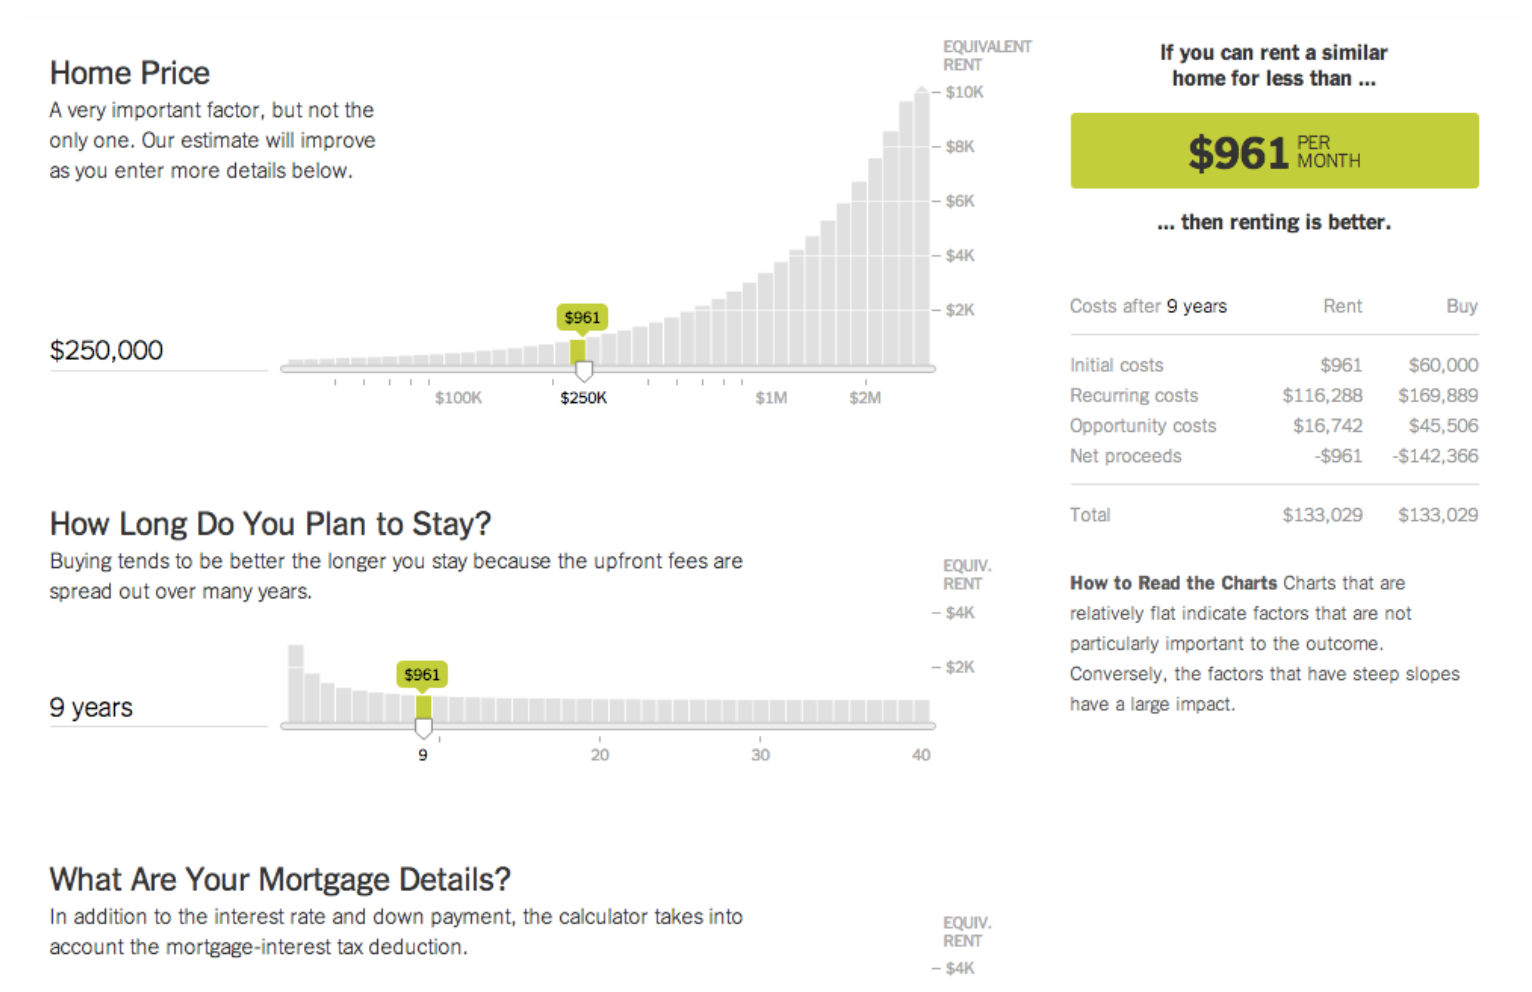 Home Price
A very important factor, but not the
only one. Our estimate will improve
as you enter more details below.
$250,000
EQUIVALENT
RENT
$10K
$8K
$6K
$4K
$2K
$961
$100K
$250K
$1M
$2M
How Long Do You Plan to Stay?
Buying tends to be better the longer you stay because the upfront fees are
spread out over many years.
9 years
EQUIV.
RENT
$4K
$2K
$961
9
20
30
40
What Are Your Mortgage Details?
In addition to the interest rate and down payment, the calculator takes into
account the mortgage-interest tax deduction.
EQUIV.
RENT
$4K
If you can rent a similar
home for less than ...
$961 PER
MONTH
... then renting is better.
Costs after 9 years Rent Buy
Initial costs $961 $60,000
Recurring costs $116,288 $169,889
Opportunity costs $16,742 $45,506
Net proceeds -$961 -$142,366
Total $133,029 $133,029
How to Read the Charts Charts that are
relatively flat indicate factors that are not
particularly important to the outcome.
Conversely, the factors that have steep slopes
have a large impact.